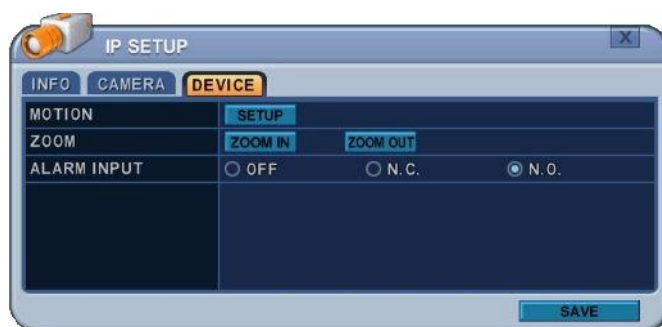 IP SETUP
X
INFO CAMERA DEVICE
MOTION SETUP
ZOOM ZOOM IN ZOOM OUT
ALARM INPUT OFF N.C. N.O.
SAVE